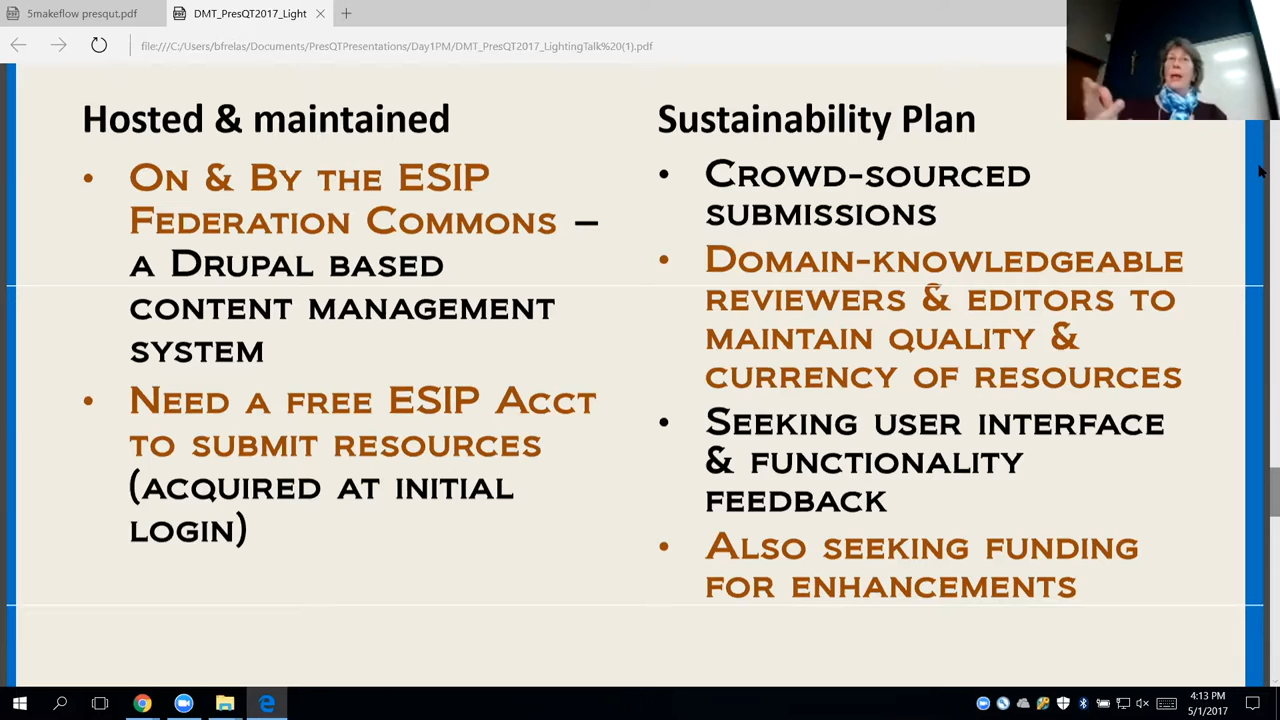 5makeflow presqut.pdf
DMT_PresQT2017_Light
file:///C:/Users/bfrelas/Documents/PresQTPresentations/Day1PM/DMT_PresQT2017_LightingTalk%20(1).pdf
Hosted & maintained
• On & By the ESIP
Federation Commons –
a Drupal based
content management
system
• Need a free ESIP Acct
to submit resources
(acquired at initial
login)
Sustainability Plan
• Crowd-sourced
submissions
• Domain-knowledgeable
reviewers & editors to
maintain quality &
currency of resources
• Seeking user interface
& functionality
feedback
• Also seeking funding
for enhancements
4:13 PM
5/1/2017